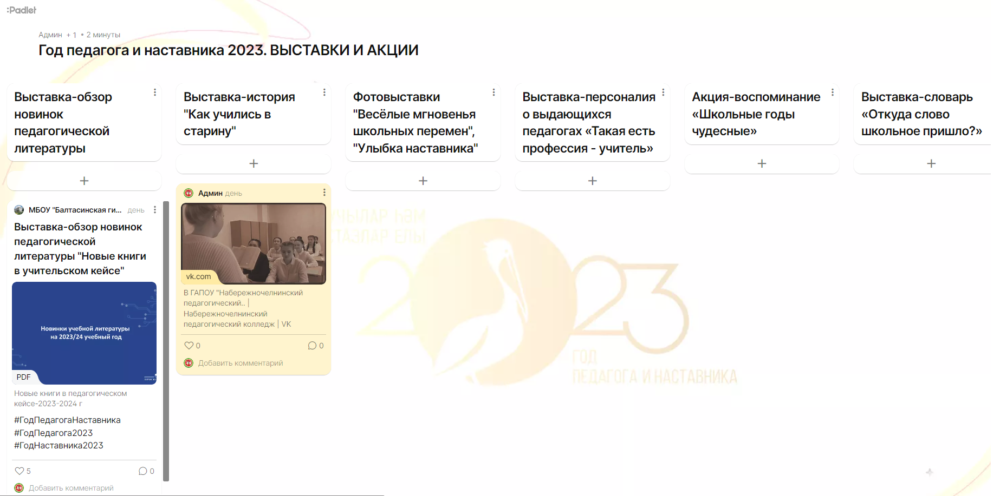 :Padlet
Админ + 1 • 2 минуты
Год педагога и наставника 2023. ВЫСТАВКИ И АКЦИИ
Выставка-обзор
новинок
педагогической
литературы
Выставка-история
"Как учились в
старину"
Фотовыставки
"Весёлые мгновенья
школьных перемен",
"Улыбка наставника"
Выставка-персоналия
о выдающихся
педагогах «Такая есть
профессия - учитель»
Акция-воспоминание
«Школьные годы
чудесные»
Выставка-словарь
«Откуда слово
школьное пришло?»
МБОУ "Балтасинская ги... день
Выставка-обзор новинок
педагогической
литературы "Новые книги
в учительском кейсе"
Новинки учебной литературы
на 2023/24 учебный год
PDF
Новые книги в педагогическом
кейсе-2023-2024 г
#ГодПедагогаНаставника
#ГодПедагога2023
#ГодНаставника2023
5 0
Добавить комментарий
Админ день
vk.com
В ГАПОУ "Набережночелнинский
педагогический.. |
Набережночелнинский
педагогический колледж | VK
0 0
Добавить комментарий
ҺӘМ
ЕЛЫ
2023
ГОД
ПЕДАГОГА И НАСТАВНИКА